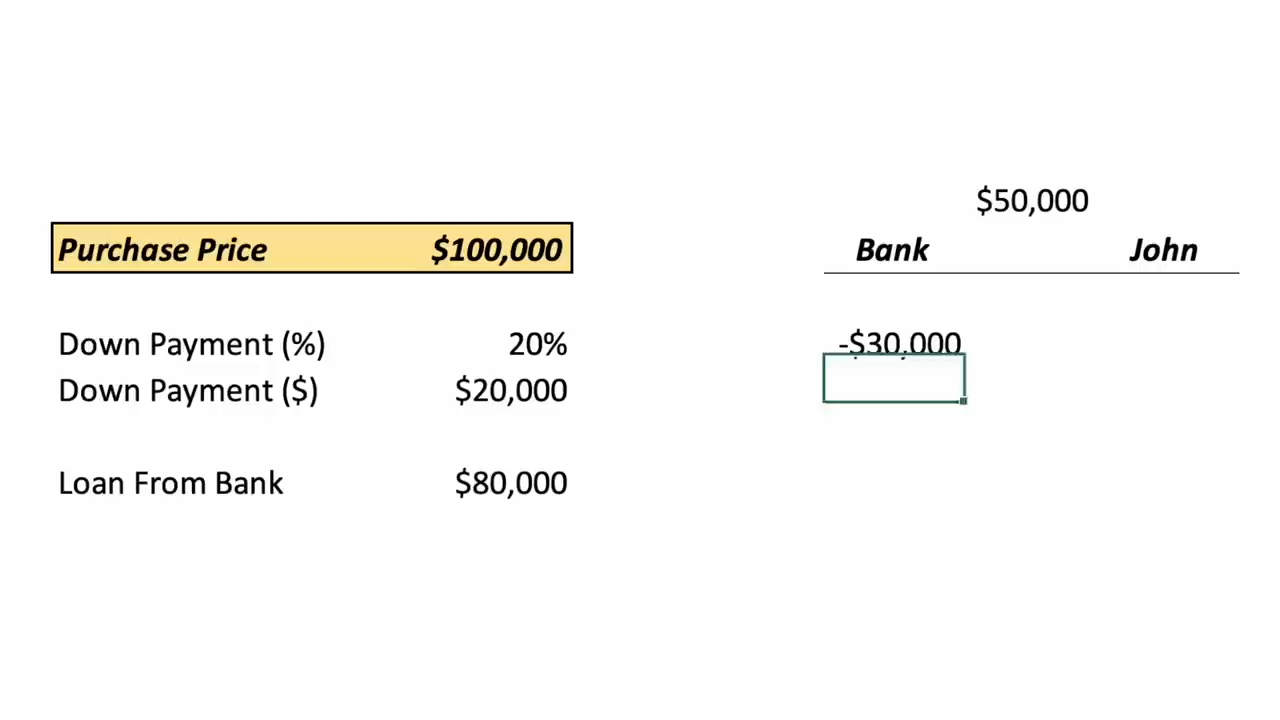 $50,000
Purchase Price $100,000
Bank John
Down Payment (%) 20%
-$30,000
Down Payment ($) $20,000
Loan From Bank $80,000